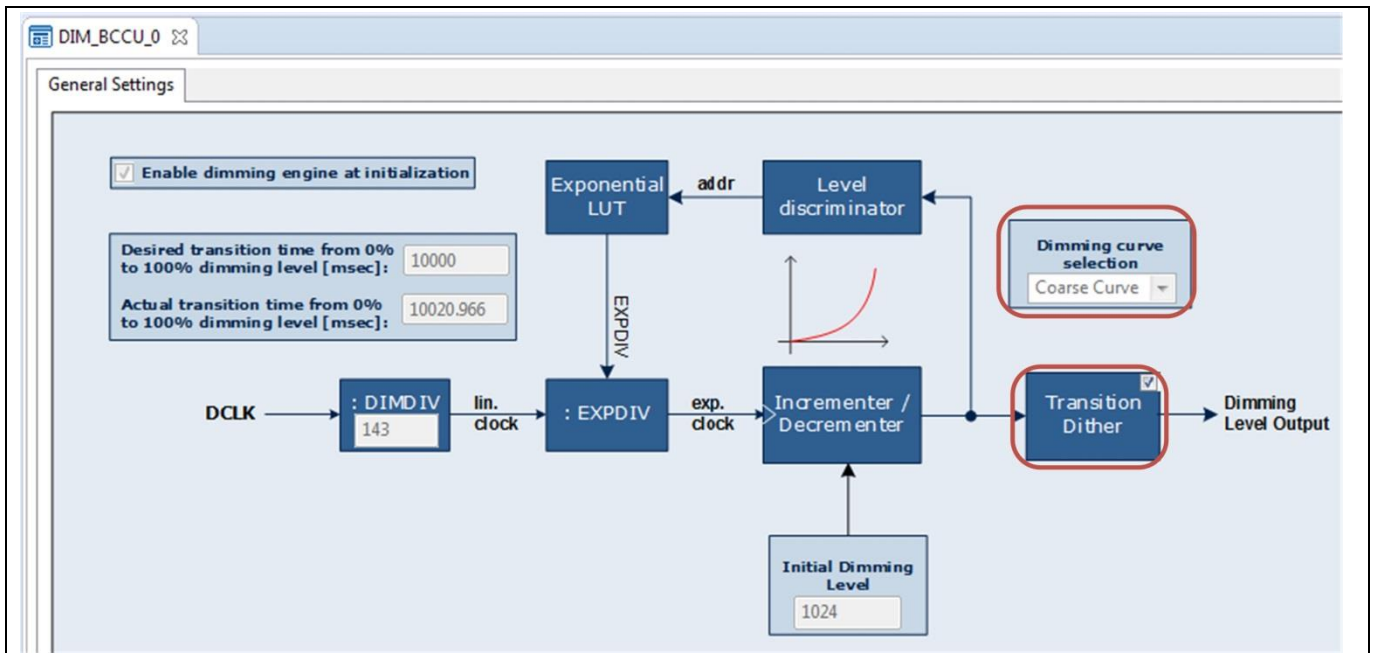 DIM_BCCU_0
General Settings
Enable dimming engine at initialization
Exponential
LUT
addr
Level
discriminator
Desired transition time from 0%
to 100% dimming level [msec]:
10000
Actual transition time from 0%
to 100% dimming level [msec]:
10020.966
EXPDIV
Dimming curve
selection
Coarse Curve
DCLK
: DIMDIV
143
lin.
clock
: EXPDIV
exp.
clock
Incrementer /
Decrementer
Transition
Dither
Dimming
Level Output
Initial Dimming
Level
1024